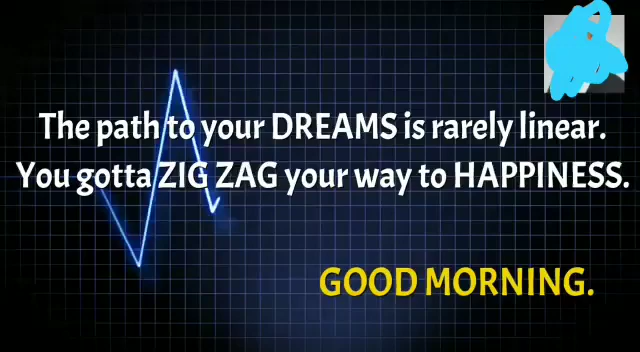 The path to your DREAMS is rarely linear.
You gotta ZIG ZAG your way to HAPPINESS.
GOOD MORNING.